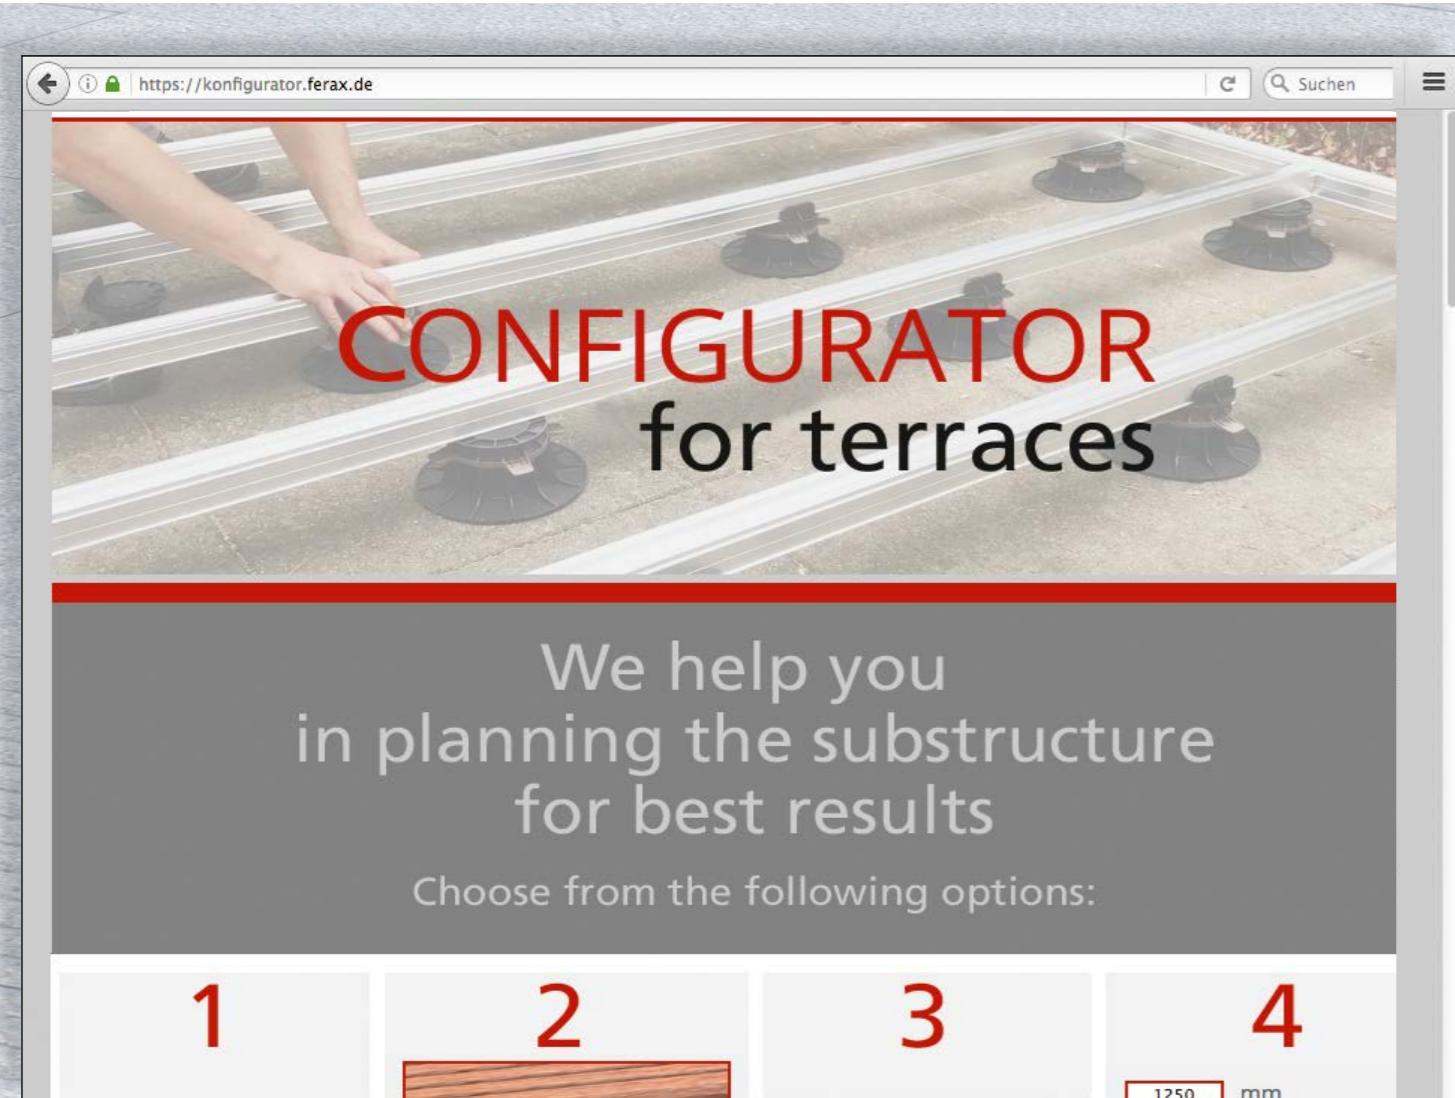 https://konfigurator.ferax.de
Suchen
CONFIGURATOR
for terraces
We help you
in planning the substructure
for best results
Choose from the following options:
1
2
3
4
1250 mm